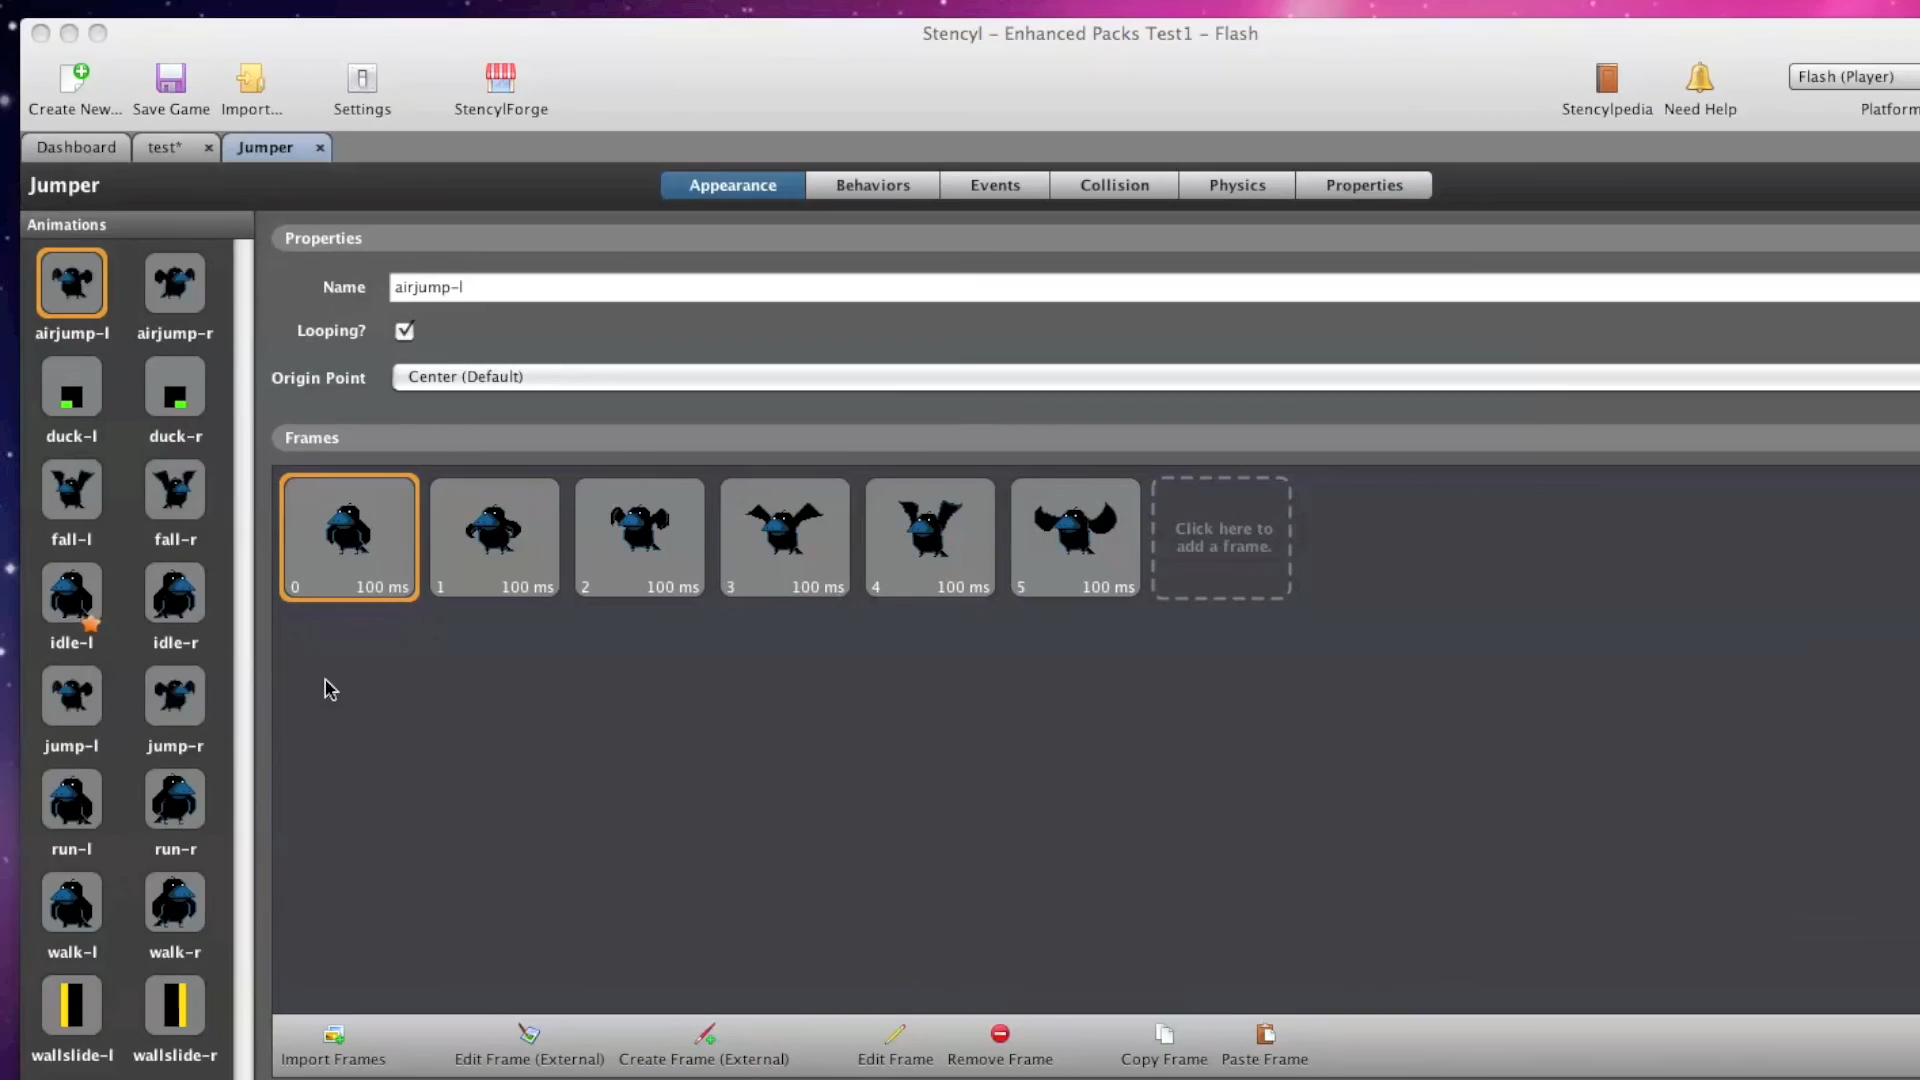 Stencyl – Enhanced Packs Test1 – Flash
Create New...
Save Game
Import...
Settings
StencylForge
Stencylpedia
Need Help
Flash (Player)
Platform
Dashboard
test*
Jumper
Jumper
Appearance
Behaviors
Events
Collision
Physics
Properties
Animations
airjump-l
airjump-r
duck-l
duck-r
fall-l
fall-r
idle-l
idle-r
jump-l
jump-r
run-l
run-r
walk-l
walk-r
wallslide-l
wallslide-r
Properties
Name
airjump-l
Looping?
Origin Point
Center (Default)
Frames
0 100 ms
1 100 ms
2 100 ms
3 100 ms
4 100 ms
5 100 ms
Click here to
add a frame.
Import Frames
Edit Frame (External)
Create Frame (External)
Edit Frame
Remove Frame
Copy Frame
Paste Frame